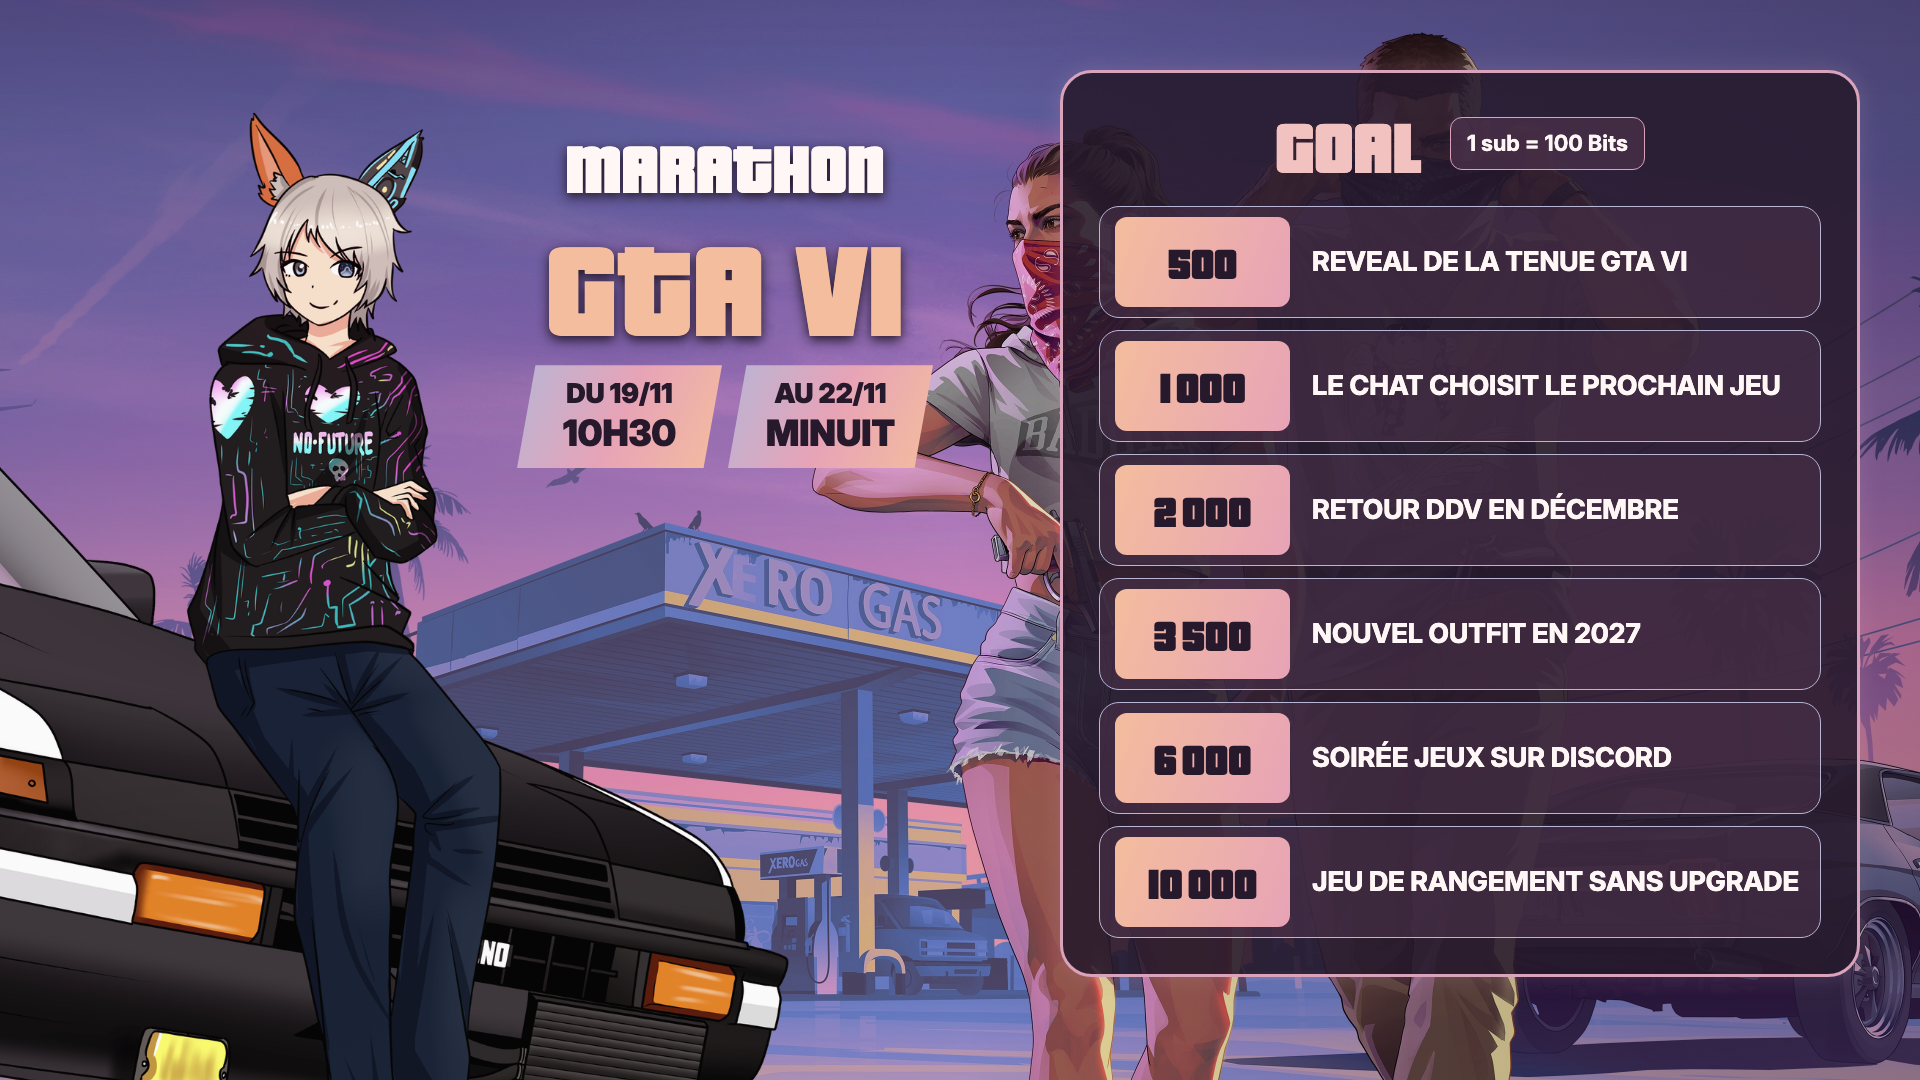 MARATHON
GTA VI
DU 19/11
10H30
AU 22/11
MINUIT
NO•FUTURE
XERO GAS
XERO GAS
NO
GOAL
1 sub = 100 Bits
500
REVEAL DE LA TENUE GTA VI
1 000
LE CHAT CHOISIT LE PROCHAIN JEU
2 000
RETOUR DDV EN DÉCEMBRE
3 500
NOUVEL OUTFIT EN 2027
6 000
SOIRÉE JEUX SUR DISCORD
10 000
JEU DE RANGEMENT SANS UPGRADE